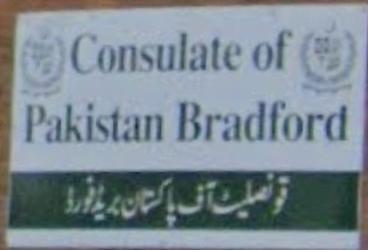 Consulate of
Pakistan Bradford
قونصلیٹ آف پاکستان بریڈفورڈ